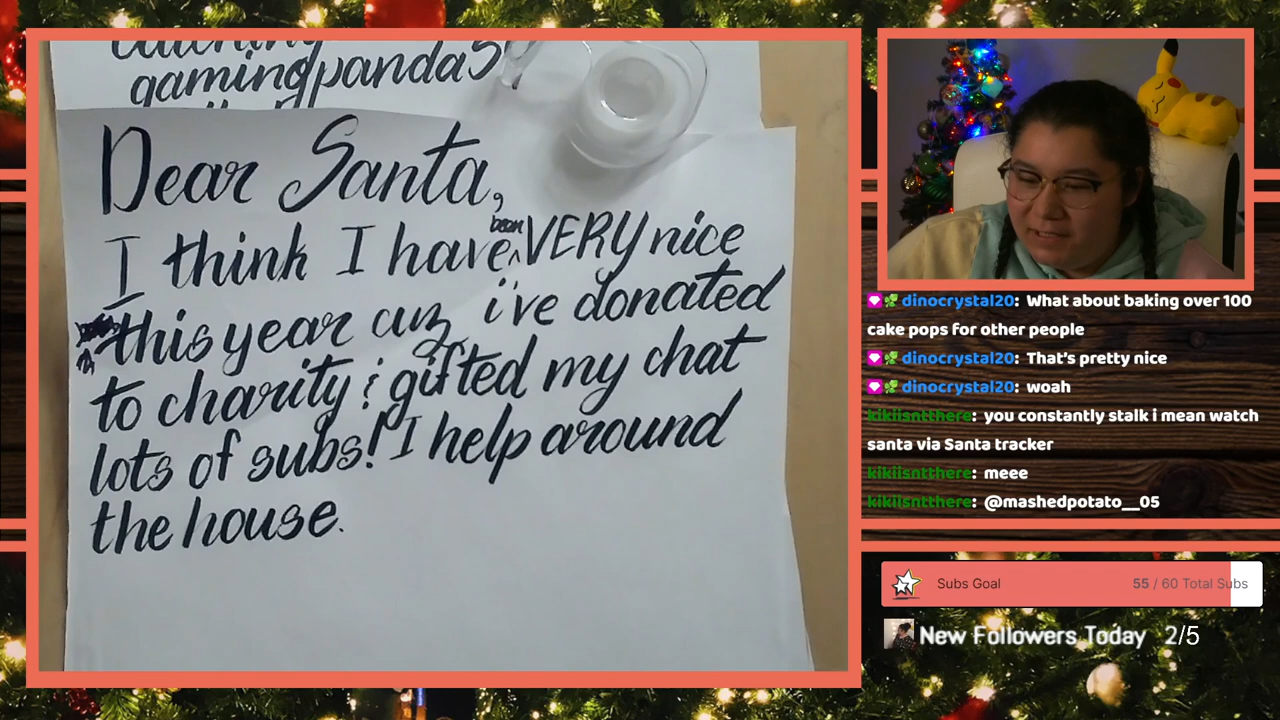 gamingpanda5
Dear Santa,
I think I have been VERY nice
this year cuz i've donated
to charity & gifted my chat
lots of subs! I help around
the house.
dinocrystal20: What about baking over 100
cake pops for other people
dinocrystal20: That's pretty nice
dinocrystal20: woah
kikiisntthere: you constantly stalk i mean watch
santa via Santa tracker
kikiisntthere: meee
kikiisntthere: @mashedpotato__05
Subs Goal 55 / 60 Total Subs
New Followers Today 2/5